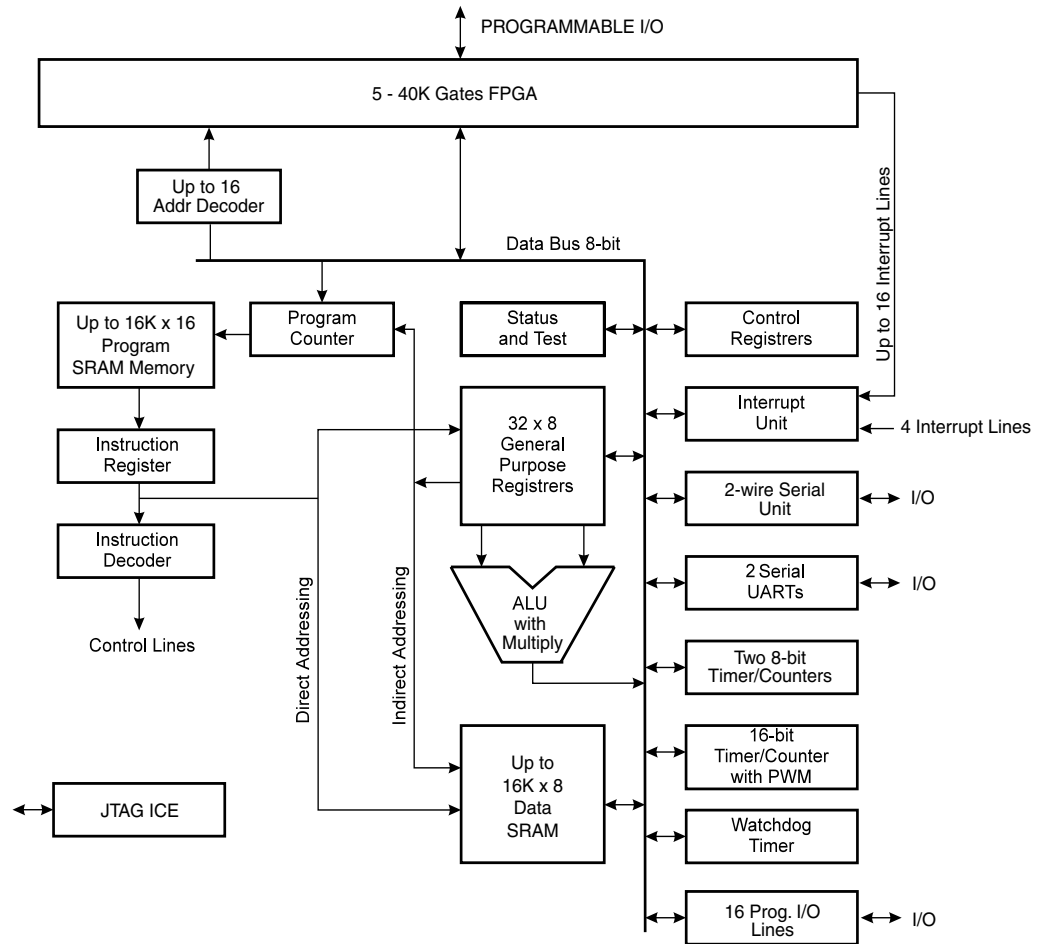 PROGRAMMABLE I/O
5 - 40K Gates FPGA
Up to 16
Addr Decoder
Up to 16 Interrupt Lines
Data Bus 8-bit
Up to 16K x 16
Program
SRAM Memory
Program
Counter
Status
and Test
Control
Registrers
Instruction
Register
32 x 8
General
Purpose
Registrers
Interrupt
Unit
4 Interrupt Lines
2-wire Serial
Unit
I/O
Instruction
Decoder
Control Lines
Direct Addressing
Indirect Addressing
ALU
with
Multiply
2 Serial
UARTs
I/O
Two 8-bit
Timer/Counters
Up to
16K x 8
Data
SRAM
16-bit
Timer/Counter
with PWM
JTAG ICE
Watchdog
Timer
16 Prog. I/O
Lines
I/O